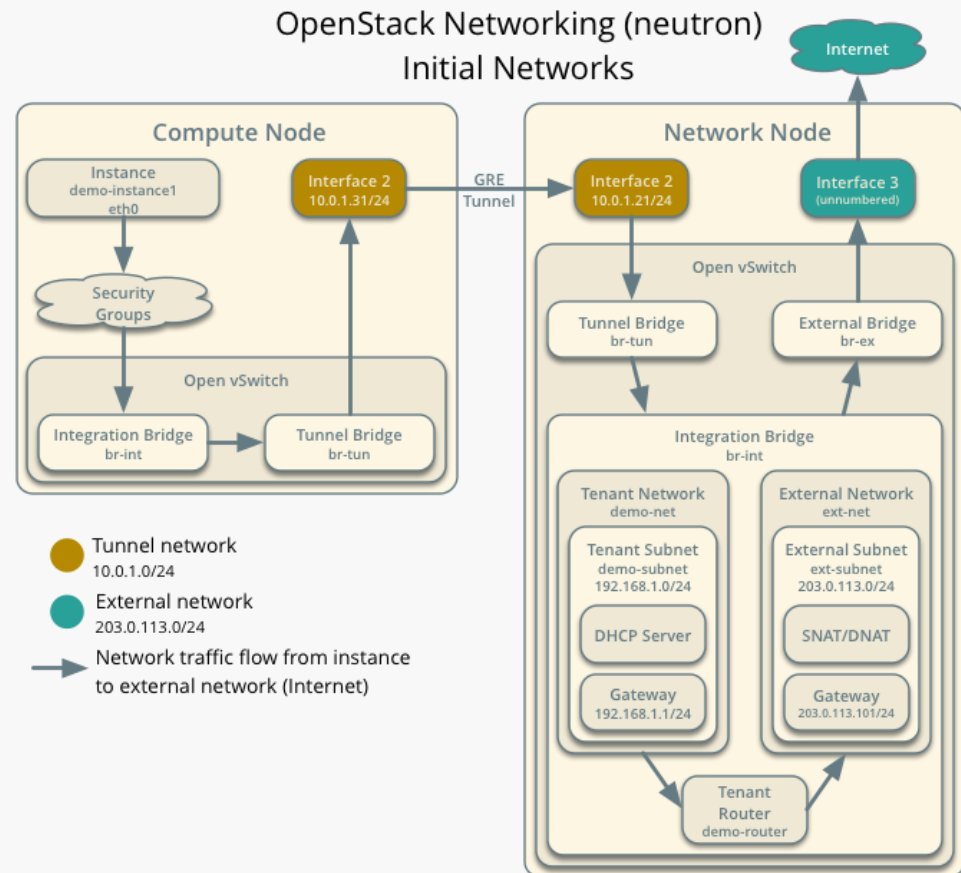 OpenStack Networking (neutron)
Initial Networks
Internet
Compute Node
Instance
demo-instance1
eth0
Interface 2
10.0.1.31/24
Security
Groups
Open vSwitch
Integration Bridge
br-int
Tunnel Bridge
br-tun
GRE
Tunnel
Network Node
Interface 2
10.0.1.21/24
Interface 3
(unnumbered)
Open vSwitch
Tunnel Bridge
br-tun
External Bridge
br-ex
Integration Bridge
br-int
Tenant Network
demo-net
Tenant Subnet
demo-subnet
192.168.1.0/24
DHCP Server
Gateway
192.168.1.1/24
External Network
ext-net
External Subnet
ext-subnet
203.0.113.0/24
SNAT/DNAT
Gateway
203.0.113.101/24
Tenant
Router
demo-router
Tunnel network
10.0.1.0/24
External network
203.0.113.0/24
Network traffic flow from instance
to external network (Internet)